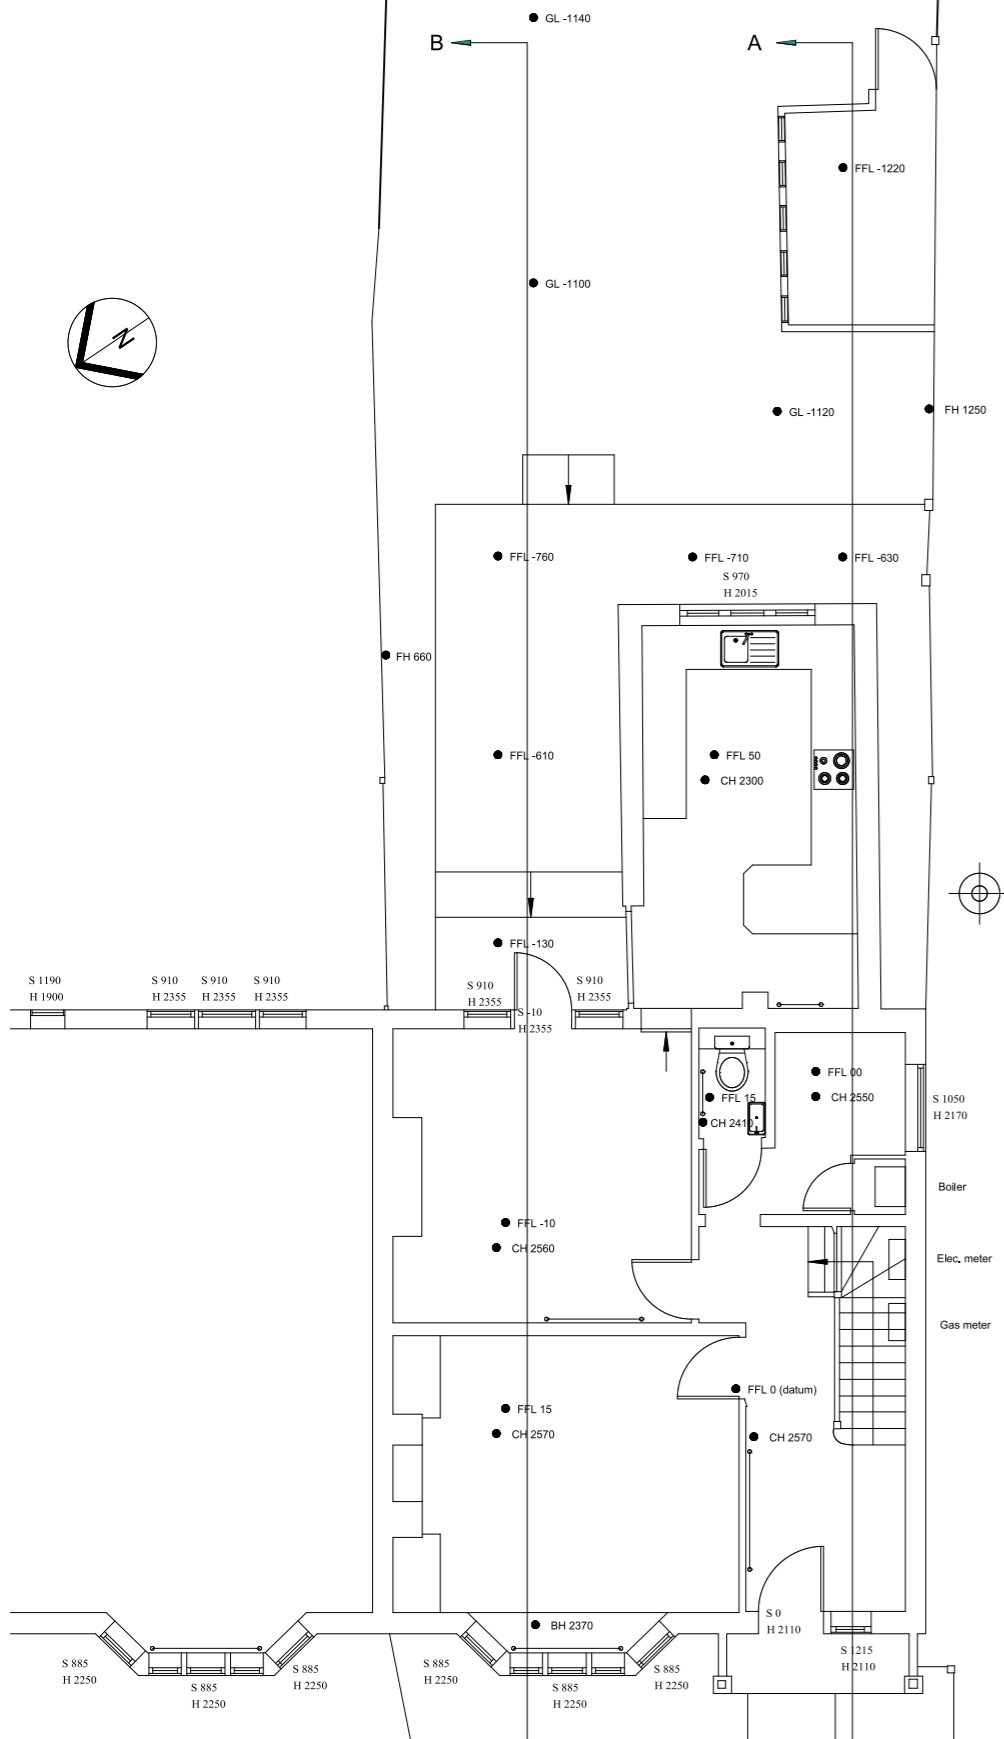 GL -1140
B
A
FFL -1220
GL -1100
N
GL -1120
FH 1250
FFL -760
FFL -710
FFL -630
S 970
H 2015
FH 660
FFL -610
FFL 50
CH 2300
FFL -130
S 1190
H 1900
S 910
H 2355
S 910
H 2355
S 910
H 2355
S 910
H 2355
S 910
H 2355
S -10
H 2355
FFL 00
CH 2550
FFL 15
CH 2410
S 1050
H 2170
Boiler
FFL -10
CH 2560
Elec. meter
Gas meter
FFL 0 (datum)
FFL 15
CH 2570
CH 2570
S 0
H 2110
BH 2370
S 1215
H 2110
S 885
H 2250
S 885
H 2250
S 885
H 2250
S 885
H 2250
S 885
H 2250
S 885
H 2250